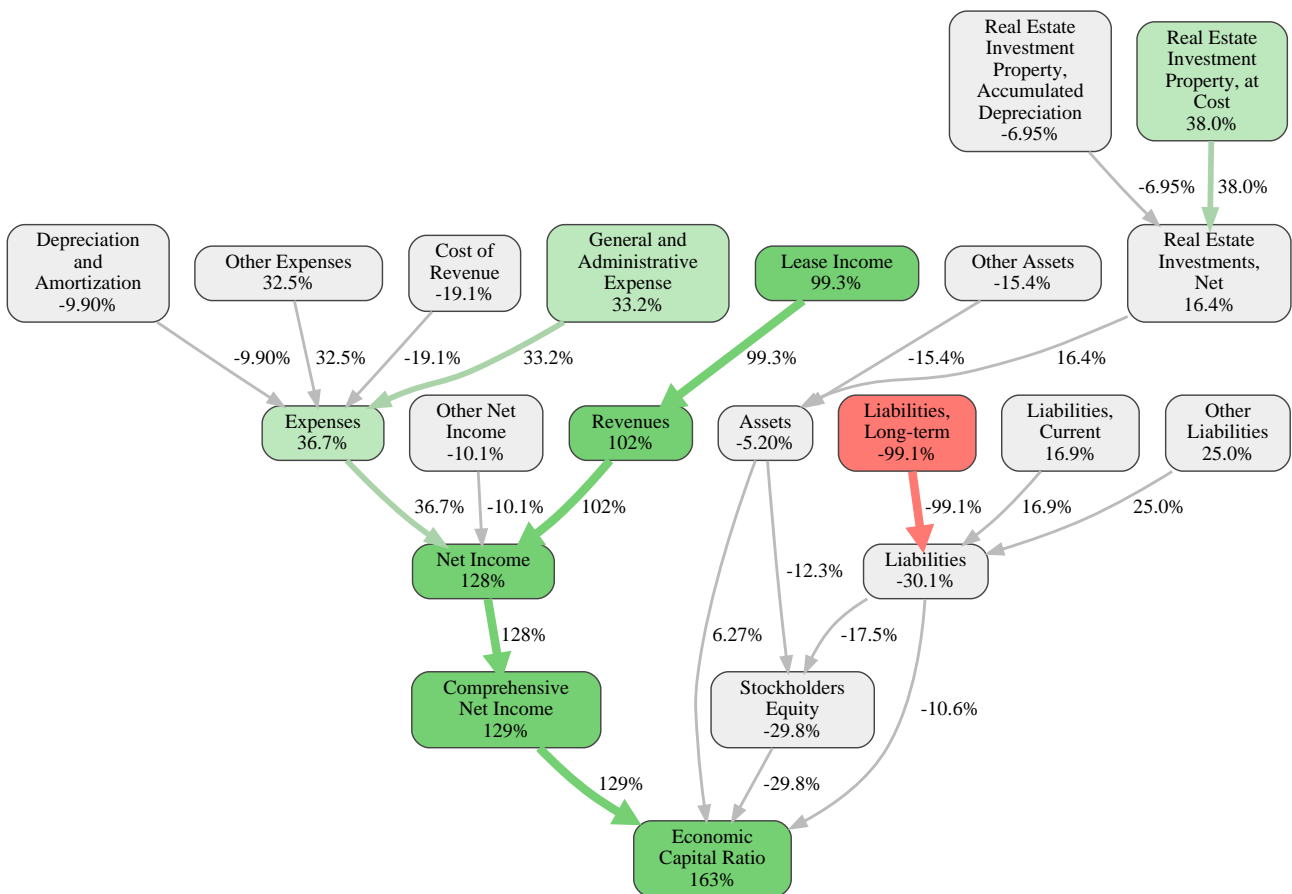 Real Estate
Investment
Property,
Accumulated
Depreciation
-6.95%
Real Estate
Investment
Property, at
Cost
38.0%
-6.95%
38.0%
Depreciation
and
Amortization
-9.90%
Other Expenses
32.5%
Cost of
Revenue
-19.1%
General and
Administrative
Expense
33.2%
Lease Income
99.3%
Other Assets
-15.4%
Real Estate
Investments,
Net
16.4%
-9.90%
32.5%
-19.1%
33.2%
99.3%
-15.4%
16.4%
Expenses
36.7%
Other Net
Income
-10.1%
Revenues
102%
Assets
-5.20%
Liabilities,
Long-term
-99.1%
Liabilities,
Current
16.9%
Other
Liabilities
25.0%
36.7%
-10.1%
102%
-99.1%
16.9%
25.0%
Net Income
128%
-12.3%
Liabilities
-30.1%
128%
6.27%
-17.5%
Comprehensive
Net Income
129%
Stockholders
Equity
-29.8%
-10.6%
129%
-29.8%
Economic
Capital Ratio
163%